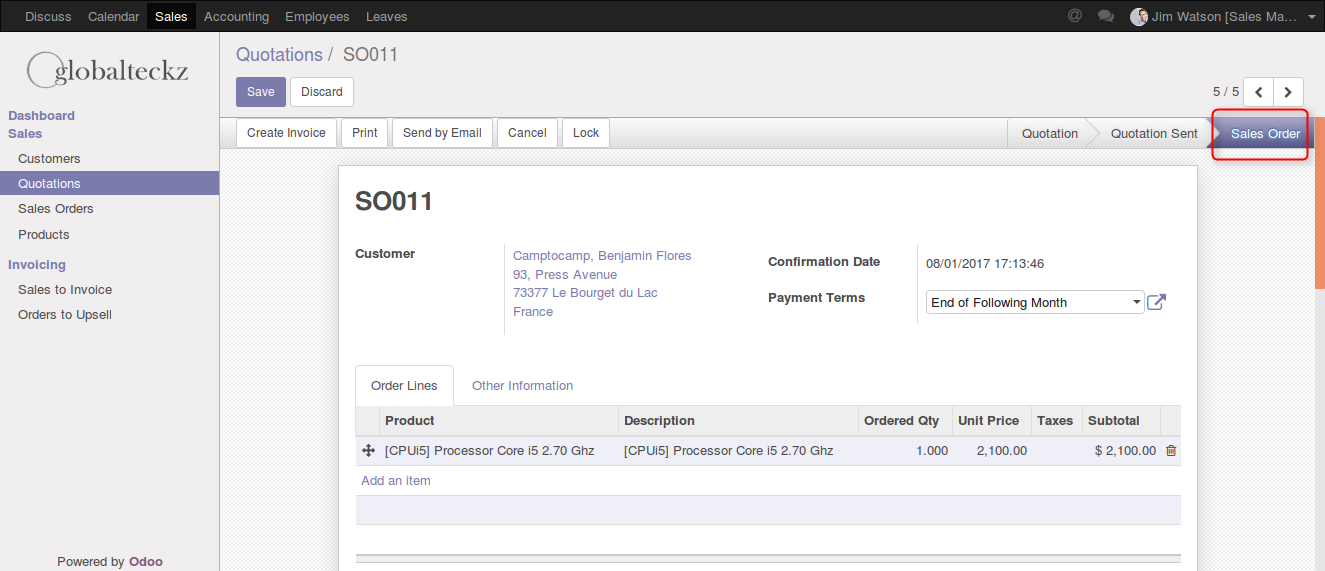 Discuss Calendar Sales Accounting Employees Leaves @ Jim Watson [Sales Ma...
globalteckz
Dashboard
Sales
Customers
Quotations
Sales Orders
Products
Invoicing
Sales to Invoice
Orders to Upsell
Powered by Odoo
Quotations / SO011
Save Discard 5 / 5
Create Invoice Print Send by Email Cancel Lock Quotation Quotation Sent Sales Order
SO011
Customer
Camptocamp, Benjamin Flores
93, Press Avenue
73377 Le Bourget du Lac
France
Confirmation Date 08/01/2017 17:13:46
Payment Terms End of Following Month
Order Lines Other Information
Product Description Ordered Qty Unit Price Taxes Subtotal
[CPUi5] Processor Core i5 2.70 Ghz [CPUi5] Processor Core i5 2.70 Ghz 1.000 2,100.00 $ 2,100.00
Add an item